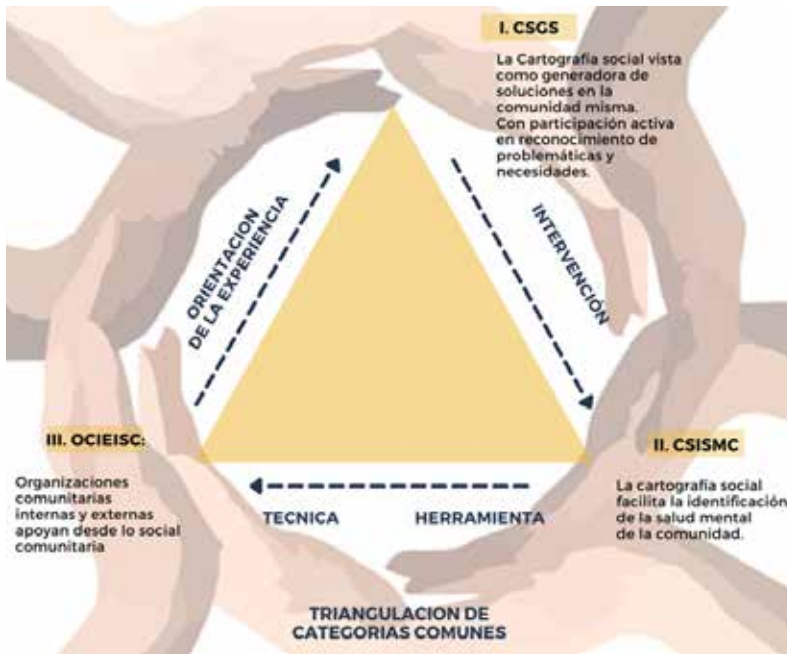 I. CSGS
La Cartografía social vista
como generadora de
soluciones en la
comunidad misma.
Con participación activa
en reconocimiento de
problemáticas y
necesidades.
ORIENTACION
DE LA EXPERIENCIA
INTERVENCIÓN
III. OCIEISC:
Organizaciones
comunitarias
internas y externas
apoyan desde lo social
comunitaria
II. CSISMC
La cartografía social
facilita la identificación
de la salud mental
de la comunidad.
TECNICA
HERRAMIENTA
TRIANGULACION DE
CATEGORIAS COMUNES